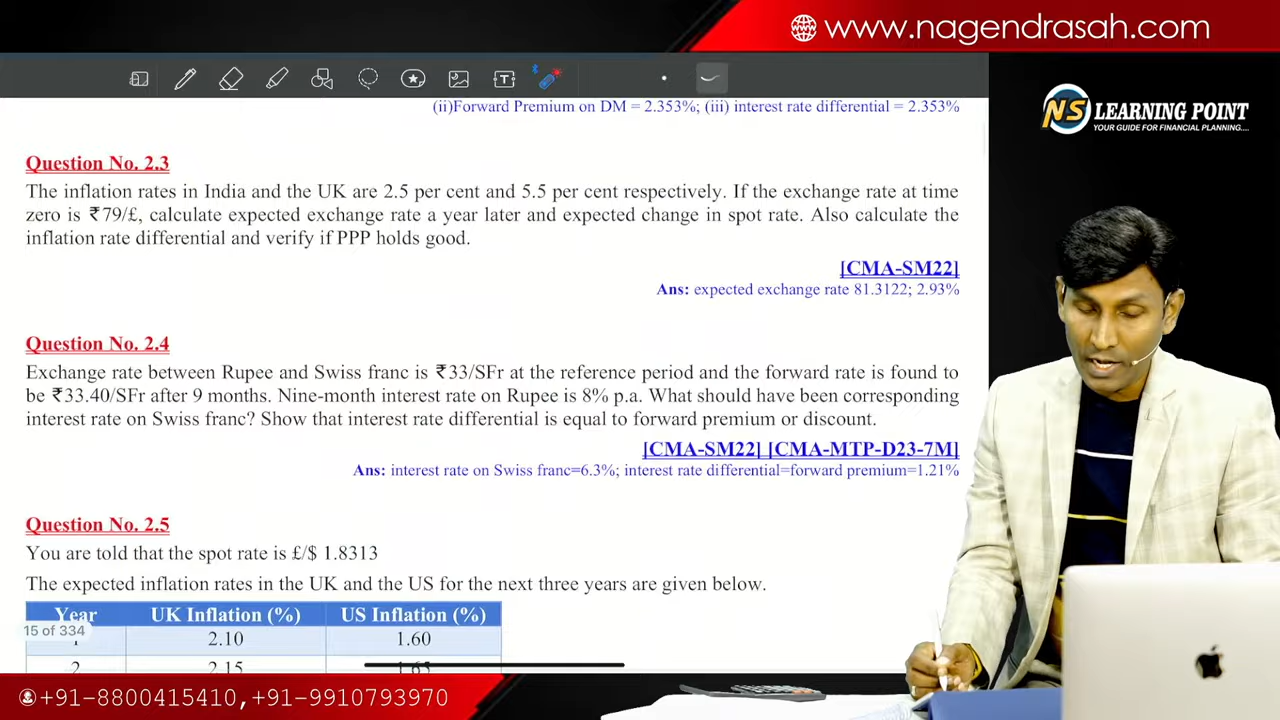 www.nagendrasah.com
NS LEARNING POINT
YOUR GUIDE FOR FINANCIAL PLANNING....
T
(ii)Forward Premium on DM = 2.353%; (iii) interest rate differential = 2.353%
Question No. 2.3
The inflation rates in India and the UK are 2.5 per cent and 5.5 per cent respectively. If the exchange rate at time
zero is ₹79/£, calculate expected exchange rate a year later and expected change in spot rate. Also calculate the
inflation rate differential and verify if PPP holds good.
[CMA-SM22]
Ans: expected exchange rate 81.3122; 2.93%
Question No. 2.4
Exchange rate between Rupee and Swiss franc is ₹33/SFr at the reference period and the forward rate is found to
be ₹33.40/SFr after 9 months. Nine-month interest rate on Rupee is 8% p.a. What should have been corresponding
interest rate on Swiss franc? Show that interest rate differential is equal to forward premium or discount.
[CMA-SM22] [CMA-MTP-D23-7M]
Ans: interest rate on Swiss franc=6.3%; interest rate differential=forward premium=1.21%
Question No. 2.5
You are told that the spot rate is £/$ 1.8313
The expected inflation rates in the UK and the US for the next three years are given below.
Year UK Inflation (%) US Inflation (%)
15 of 334
1 2.10 1.60
2 2.15 1.65
+91-8800415410,+91-9910793970